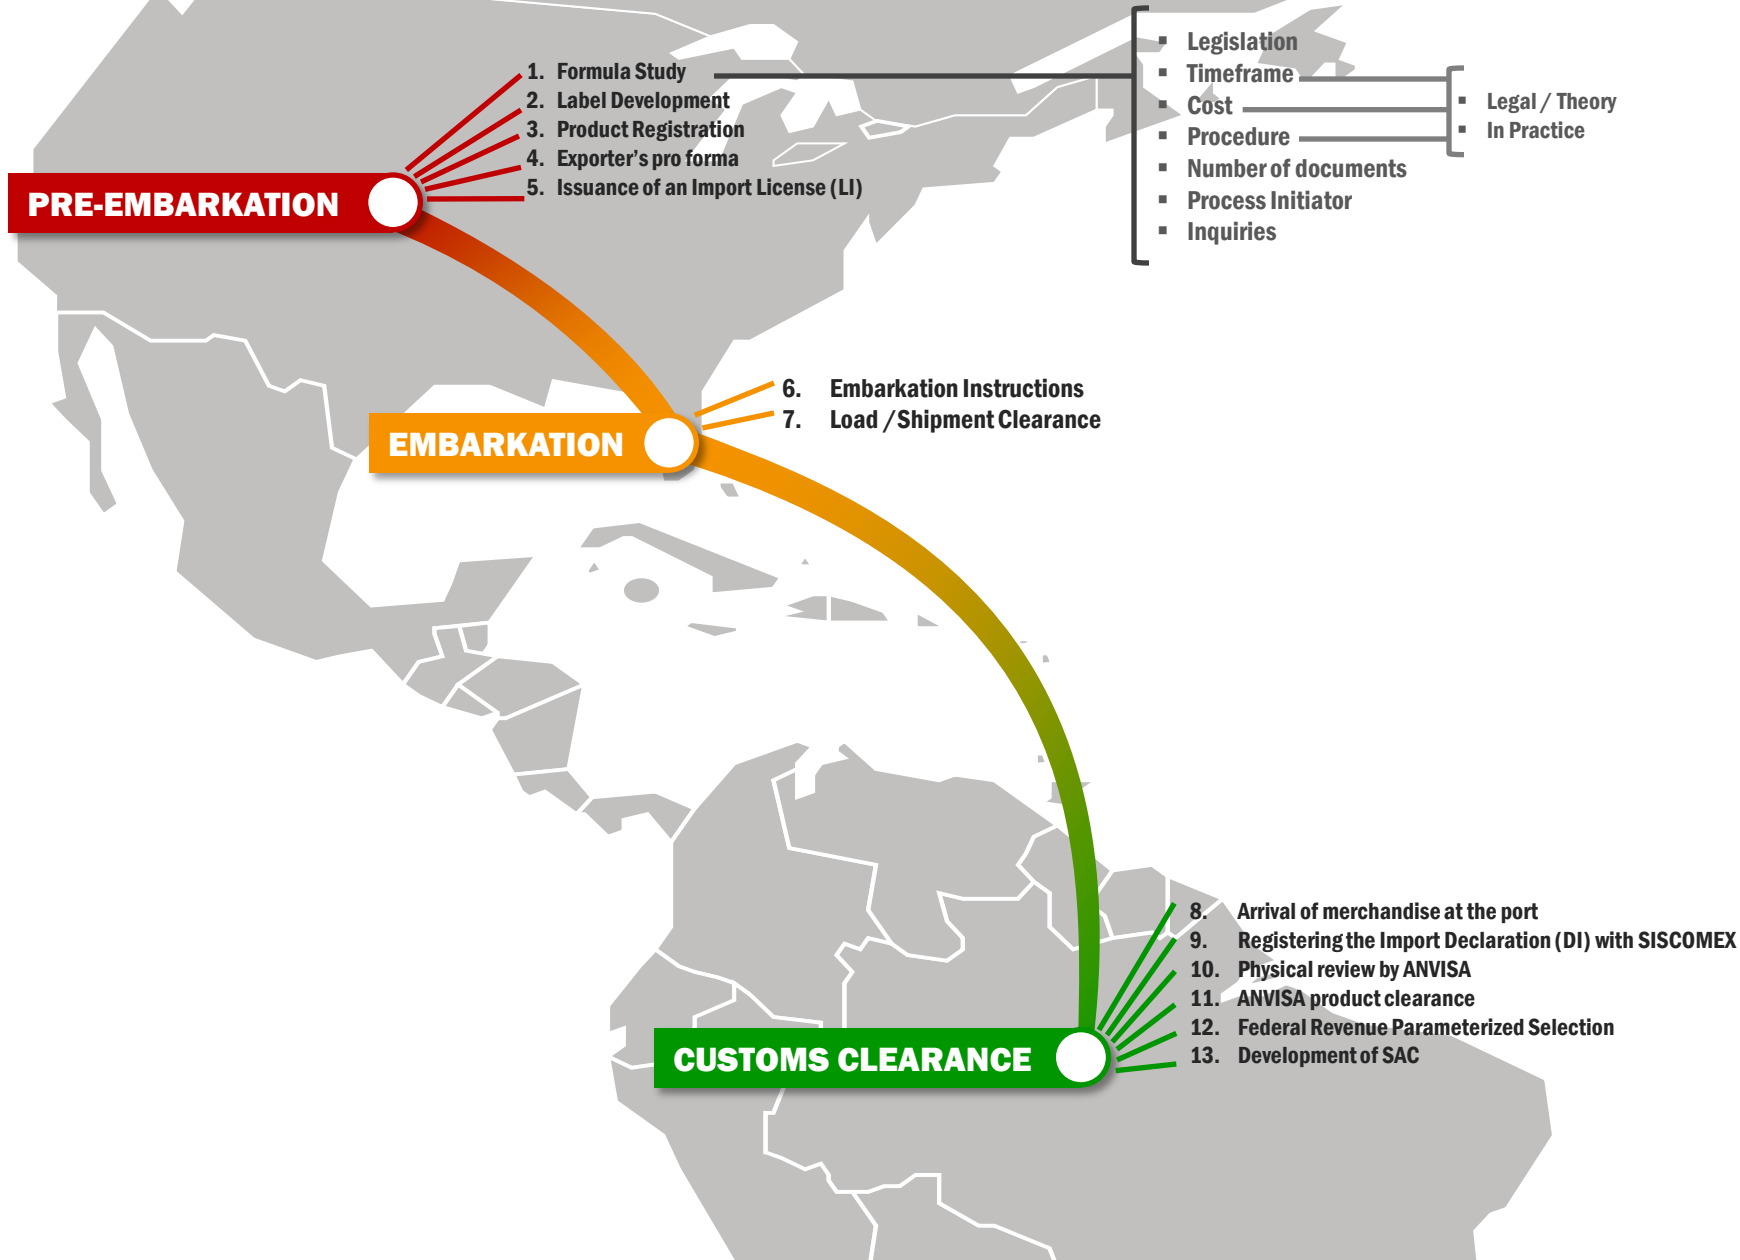 PRE-EMBARKATION
1. Formula Study
2. Label Development
3. Product Registration
4. Exporter's pro forma
5. Issuance of an Import License (LI)
▪ Legislation
▪ Timeframe
▪ Cost
▪ Procedure
▪ Number of documents
▪ Process Initiator
▪ Inquiries
▪ Legal / Theory
▪ In Practice
EMBARKATION
6. Embarkation Instructions
7. Load / Shipment Clearance
CUSTOMS CLEARANCE
8. Arrival of merchandise at the port
9. Registering the Import Declaration (DI) with SISCOMEX
10. Physical review by ANVISA
11. ANVISA product clearance
12. Federal Revenue Parameterized Selection
13. Development of SAC